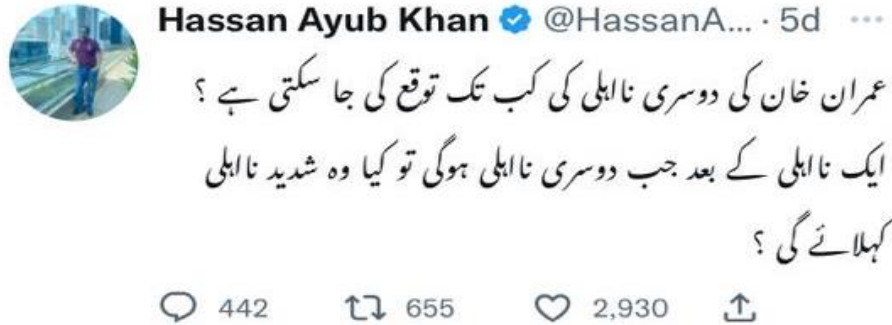 Hassan Ayub Khan @HassanA... · 5d
عمران خان کی دوسری نااہلی کی کب تک توقع کی جا سکتی ہے ؟
ایک نااہلی کے بعد جب دوسری نااہلی ہوگی تو کیا وہ شدید نااہلی
کہلائے گی ؟
442 655 2,930